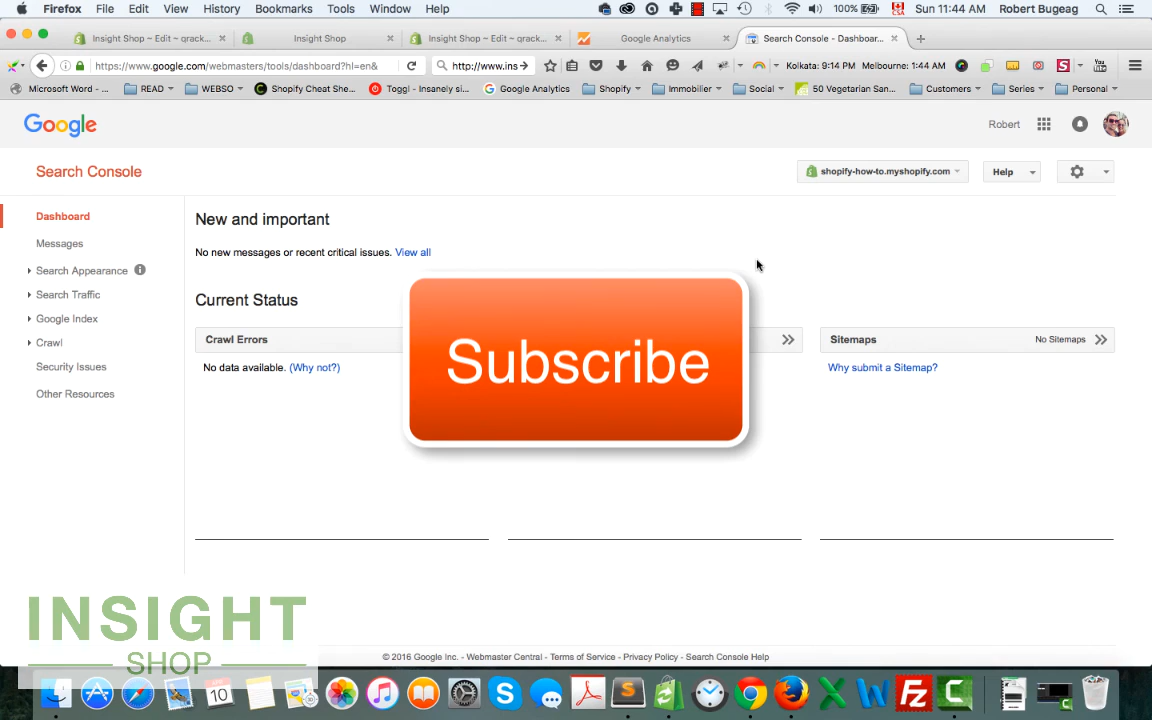 Firefox File Edit View History Bookmarks Tools Window Help 100% Sun 11:44 AM Robert Bugeag
Insight Shop ~ Edit ~ qrack... Insight Shop Insight Shop ~ Edit ~ qrack... Google Analytics Search Console - Dashboar...
https://www.google.com/webmasters/tools/dashboard?hl=en& http://www.ins Kolkata: 9:14 PM Melbourne: 1:44 AM
Microsoft Word - ... READ WEBSO Shopify Cheat She... Toggl - Insanely si... Google Analytics Shopify Immobilier Social 50 Vegetarian San... Customers Series Personal
Google Robert
Search Console shopify-how-to.myshopify.com Help
Dashboard
Messages
Search Appearance
Search Traffic
Google Index
Crawl
Security Issues
Other Resources
New and important
No new messages or recent critical issues. View all
Current Status
Crawl Errors
No data available. (Why not?)
Subscribe
Sitemaps No Sitemaps
Why submit a Sitemap?
INSIGHT
SHOP
© 2016 Google Inc. - Webmaster Central - Terms of Service - Privacy Policy - Search Console Help
10